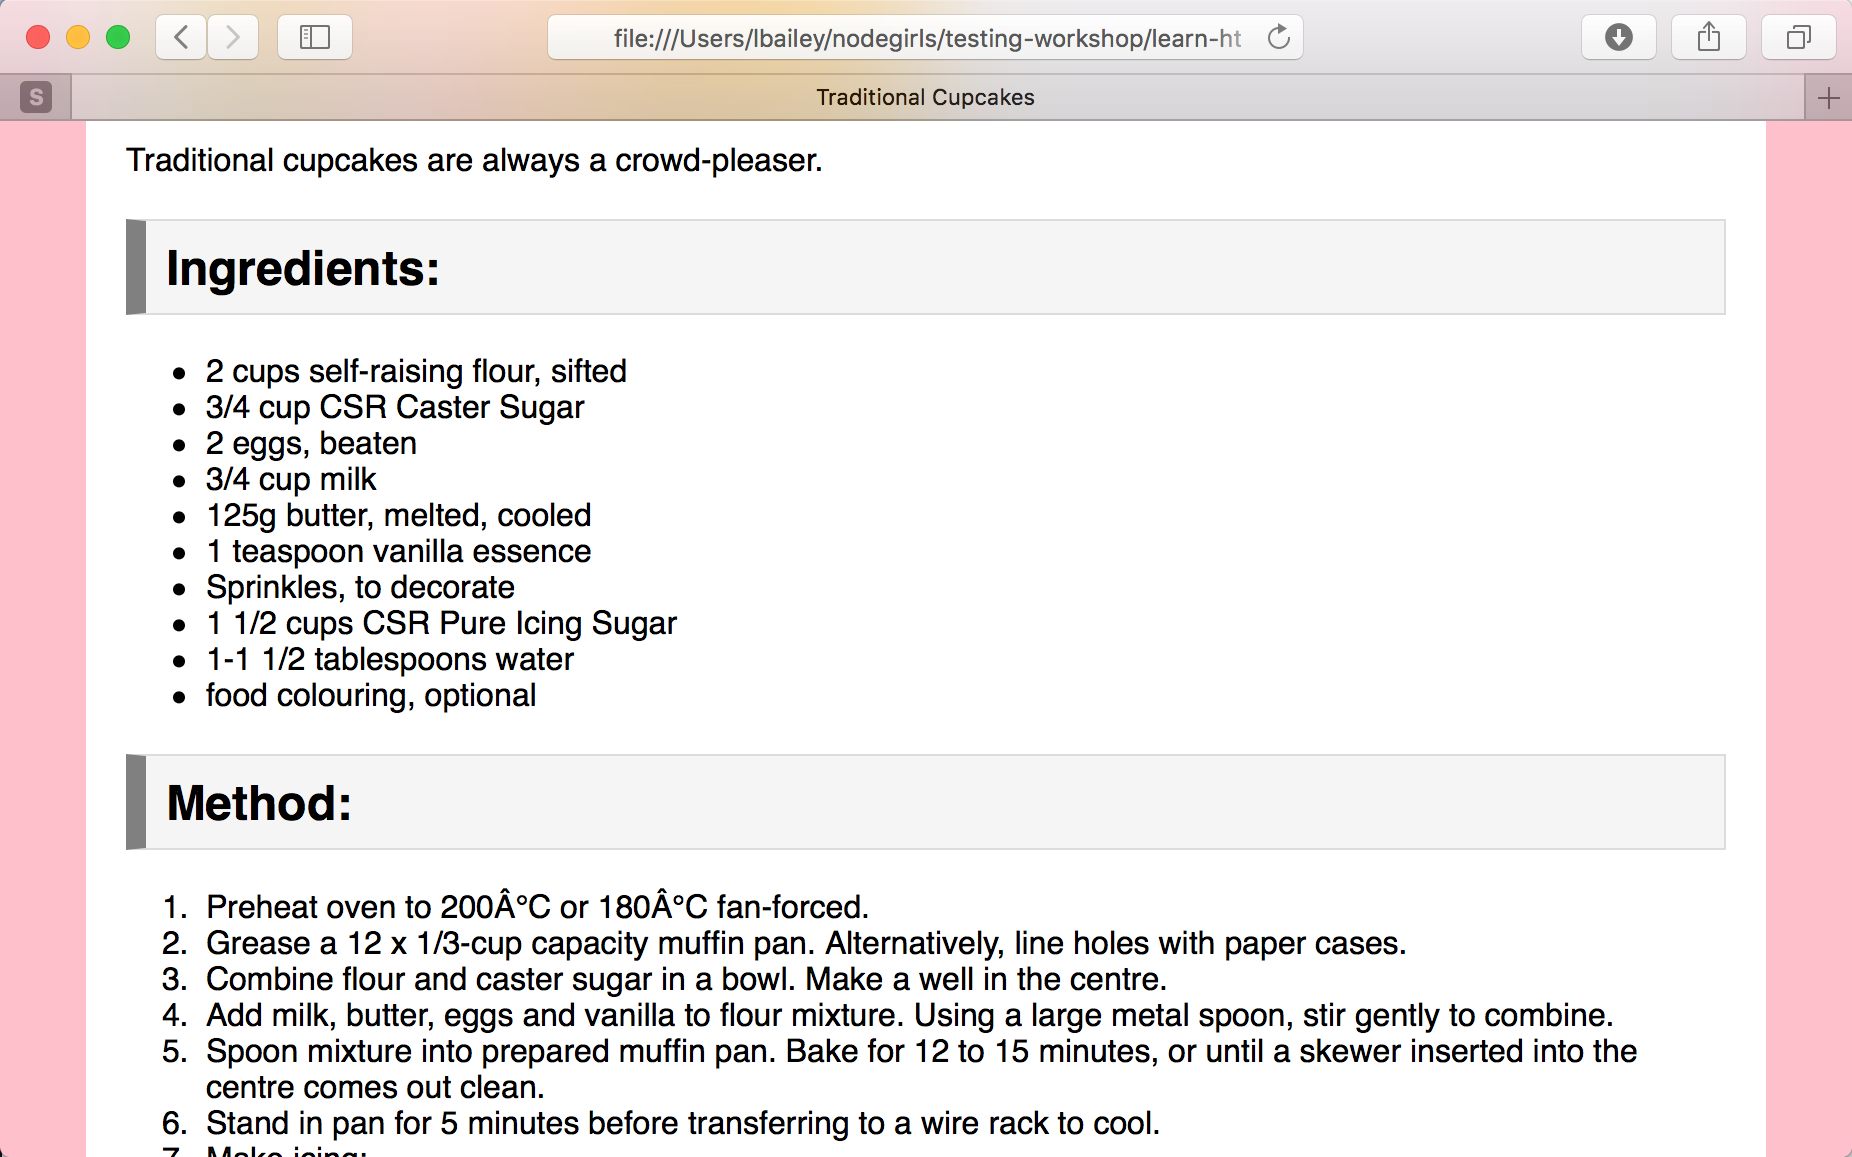 file:///Users/lbailey/nodegirls/testing-workshop/learn-ht
S
Traditional Cupcakes
Traditional cupcakes are always a crowd-pleaser.
Ingredients:
2 cups self-raising flour, sifted
3/4 cup CSR Caster Sugar
2 eggs, beaten
3/4 cup milk
125g butter, melted, cooled
1 teaspoon vanilla essence
Sprinkles, to decorate
1 1/2 cups CSR Pure Icing Sugar
1-1 1/2 tablespoons water
food colouring, optional
Method:
1. Preheat oven to 200Â°C or 180Â°C fan-forced.
2. Grease a 12 x 1/3-cup capacity muffin pan. Alternatively, line holes with paper cases.
3. Combine flour and caster sugar in a bowl. Make a well in the centre.
4. Add milk, butter, eggs and vanilla to flour mixture. Using a large metal spoon, stir gently to combine.
5. Spoon mixture into prepared muffin pan. Bake for 12 to 15 minutes, or until a skewer inserted into the
centre comes out clean.
6. Stand in pan for 5 minutes before transferring to a wire rack to cool.
7. Make icing: